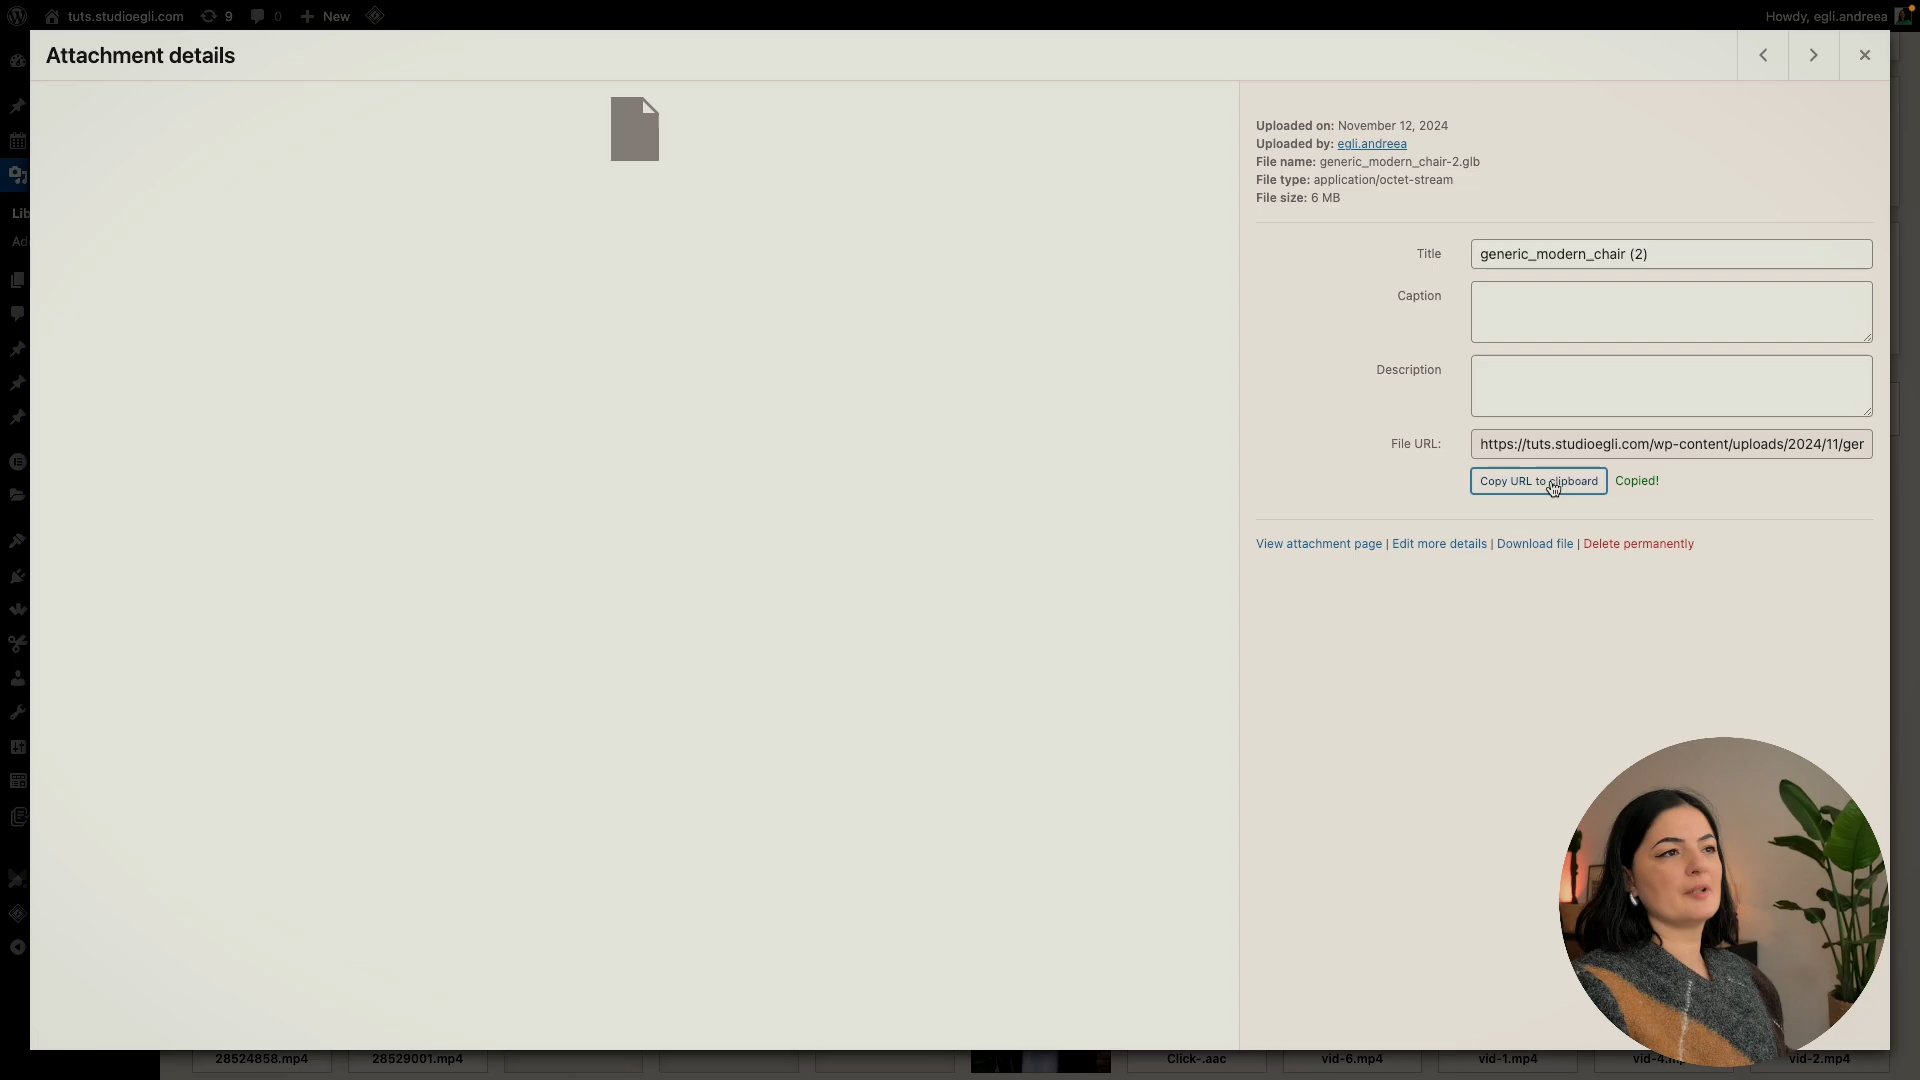 tuts.studioegli.com 9 0 New Howdy, egli.andreea
Attachment details
Uploaded on: November 12, 2024
Uploaded by: egli.andreea
File name: generic_modern_chair-2.glb
File type: application/octet-stream
File size: 6 MB
Title generic_modern_chair (2)
Caption
Description
File URL: https://tuts.studioegli.com/wp-content/uploads/2024/11/ger
Copy URL to clipboard Copied!
View attachment page | Edit more details | Download file | Delete permanently
Lib
Ad
28524858.mp4 28529001.mp4 Click-.aac vid-6.mp4 vid-1.mp4 vid-4.m vid-2.mp4